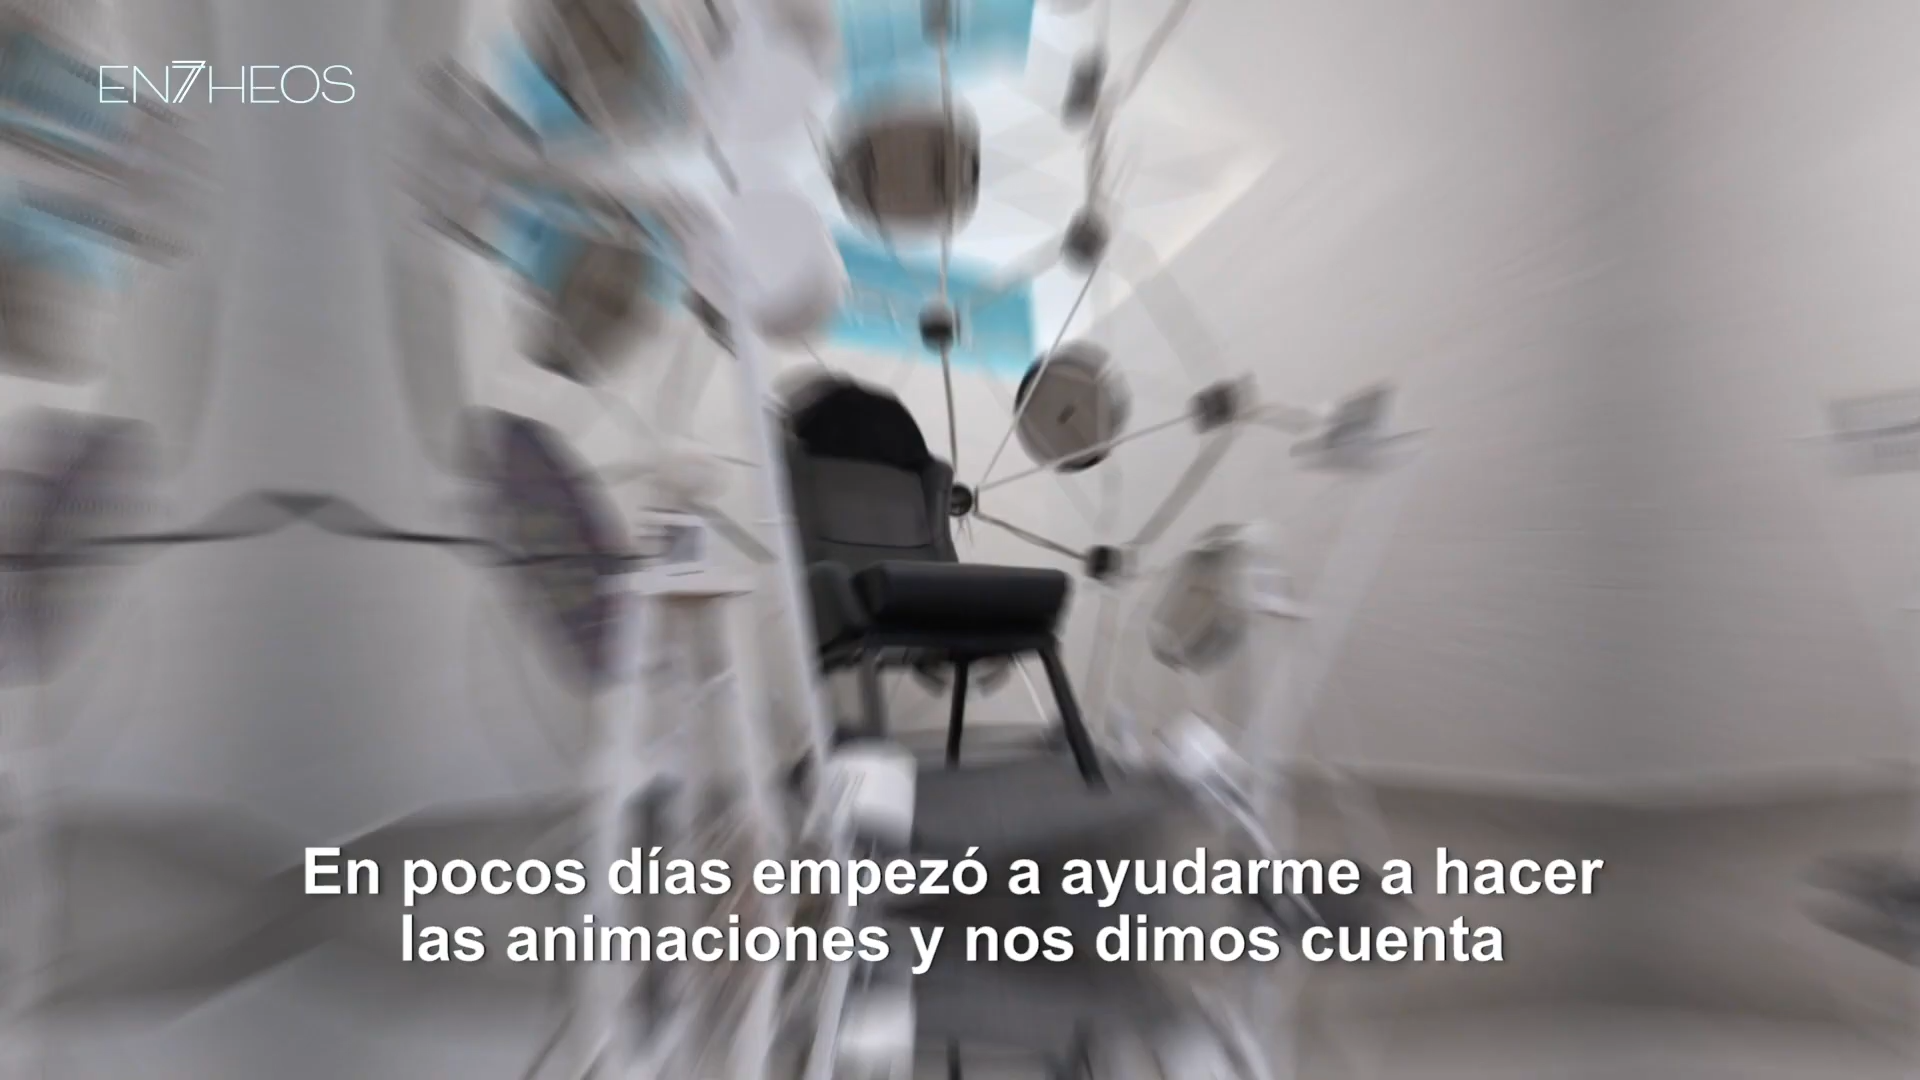 EN7HEOS
En pocos días empezó a ayudarme a hacer
las animaciones y nos dimos cuenta